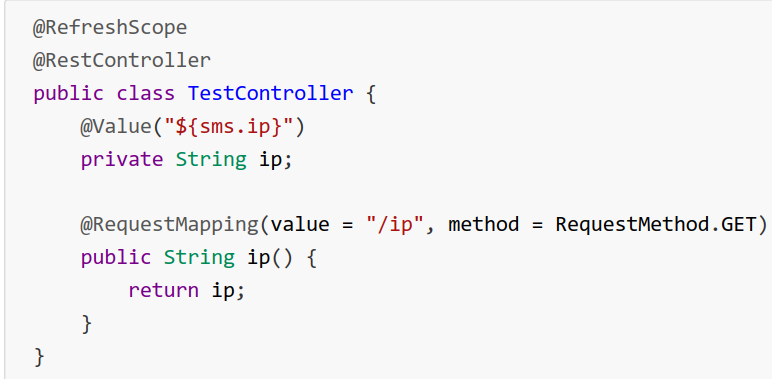 @RefreshScope
@RestController
public class TestController {
    @Value("${sms.ip}")
    private String ip;

    @RequestMapping(value = "/ip", method = RequestMethod.GET)
    public String ip() {
        return ip;
    }
}